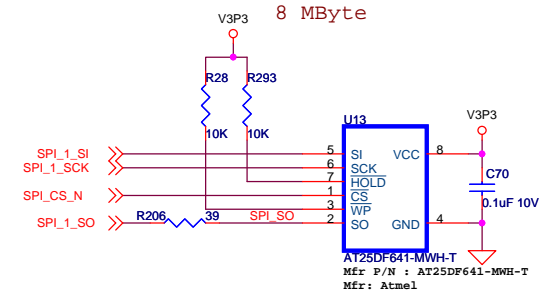 8 MByte
V3P3
R28
R293
10K
10K
U13
V3P3
SPI_1_SI
5
SI
VCC
8
SPI_1_SCK
6
SCK
7
HOLD
C70
SPI_CS_N
1
CS
0.1uF 10V
3
WP
SPI_1_SO
R206
39
SPI_SO
2
SO
GND
4
AT25DF641-MWH-T
Mfr P/N : AT25DF641-MWH-T
Mfr: Atmel